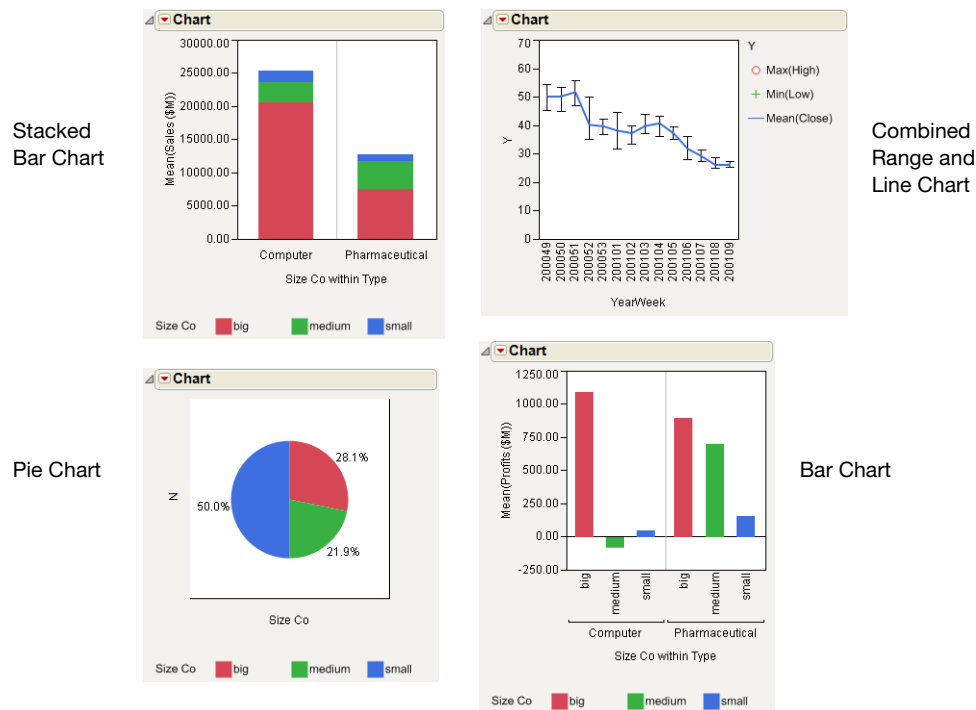 Stacked
Bar Chart
Chart
30000.00
25000.00
20000.00
15000.00
10000.00
5000.00
0.00
Mean(Sales ($M))
Computer
Pharmaceutical
Size Co within Type
Size Co big medium small
Chart
70
60
50
40
30
20
10
0
Y
200049
200050
200051
200052
200053
200101
200102
200103
200104
200105
200106
200107
200108
200109
YearWeek
Y
Max(High)
Min(Low)
Mean(Close)
Combined
Range and
Line Chart
Pie Chart
Chart
N
28.1%
50.0%
21.9%
Size Co
Size Co big medium small
Chart
1250.00
1000.00
750.00
500.00
250.00
0.00
-250.00
Mean(Profits ($M))
big
medium
small
big
medium
small
Computer
Pharmaceutical
Size Co within Type
Size Co big medium small
Bar Chart